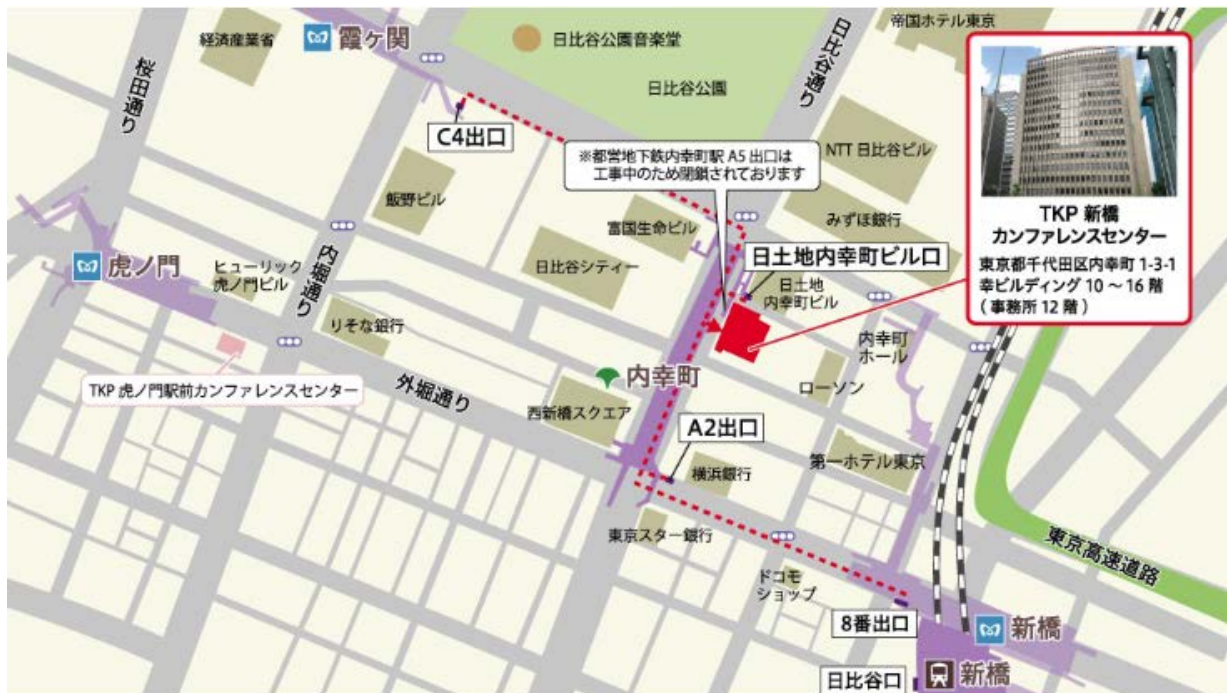 経済産業省
霞ヶ関
日比谷公園音楽堂
日比谷通り
帝国ホテル東京
桜田通り
日比谷公園
C4出口
※都営地下鉄内幸町駅 A5 出口は
工事中のため閉鎖されております
NTT 日比谷ビル
TKP 新橋
カンファレンスセンター
東京都千代田区内幸町 1-3-1
幸ビルディング 10 ～ 16 階
( 事務所 12 階 )
飯野ビル
富国生命ビル
みずほ銀行
内堀通り
日比谷シティー
日土地内幸町ビル口
虎ノ門
ヒューリック
虎ノ門ビル
日土地
内幸町ビル
りそな銀行
内幸町
ホール
TKP 虎ノ門駅前カンファレンスセンター
外堀通り
内幸町
ローソン
西新橋スクエア
A2出口
横浜銀行
第一ホテル東京
東京スター銀行
東京高速道路
ドコモ
ショップ
8番出口
新橋
日比谷口
新橋